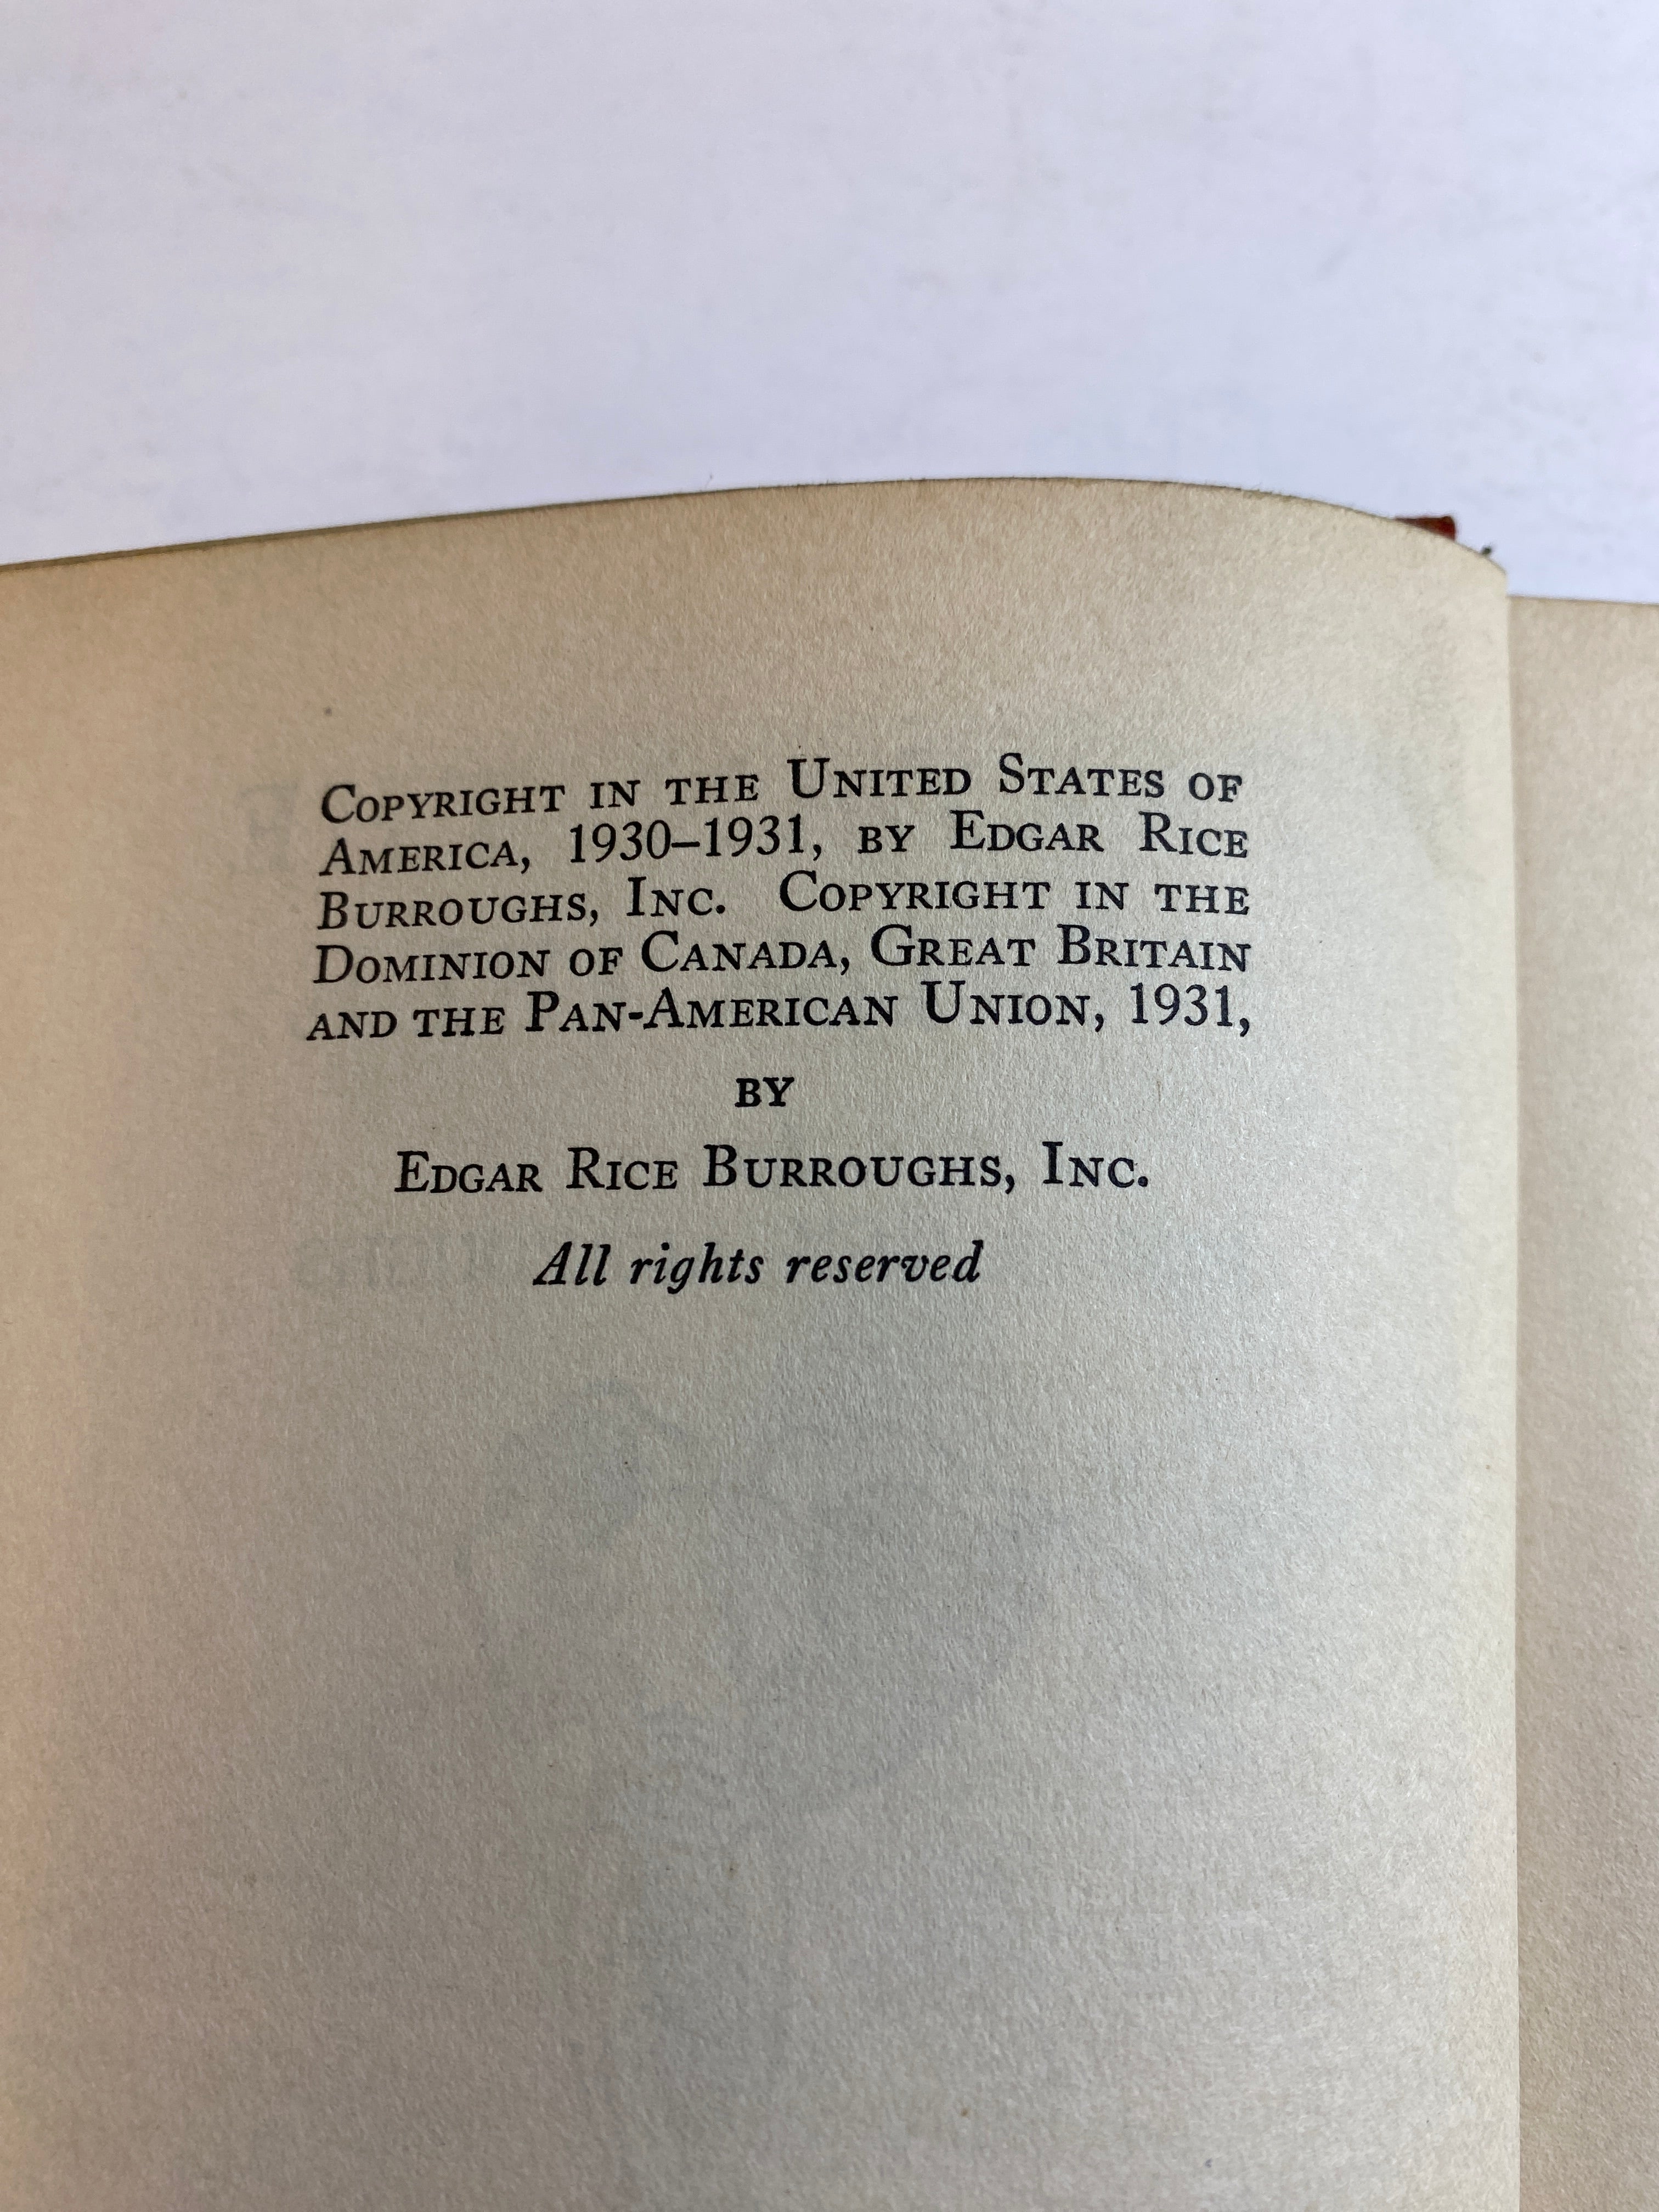 Copyright in the United States of
America, 1930–1931, by Edgar Rice
Burroughs, Inc. Copyright in the
Dominion of Canada, Great Britain
and the Pan-American Union, 1931,
by
Edgar Rice Burroughs, Inc.
All rights reserved